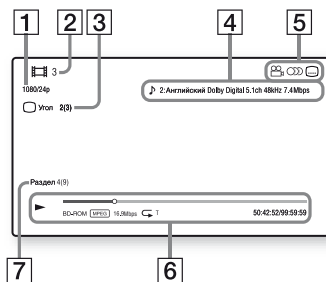 1 2 3 4 5
3
1080/24p
2:Английский Dolby Digital 5.1ch 48kHz 7.4Mbps
Угол 2(3)
Раздел 4(9)
BD-ROM MPEG 16.9Mbps T 50:42:52/99:59:59
7 6